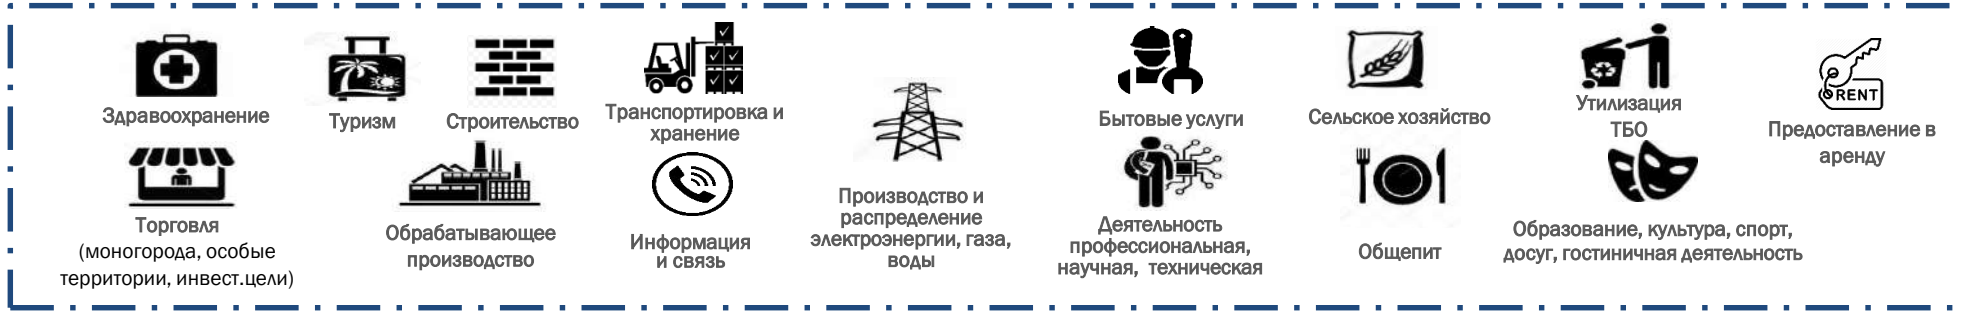 Здравоохранение
Туризм
Строительство
Транспортировка и
хранение
Бытовые услуги
Сельское хозяйство
Утилизация
ТБО
RENT
Предоставление в
аренду
Торговля
(моногорода, особые
территории, инвест.цели)
Обрабатывающее
производство
Информация
и связь
Производство и
распределение
электроэнергии, газа,
воды
Деятельность
профессиональная,
научная, техническая
Общепит
Образование, культура, спорт,
досуг, гостиничная деятельность